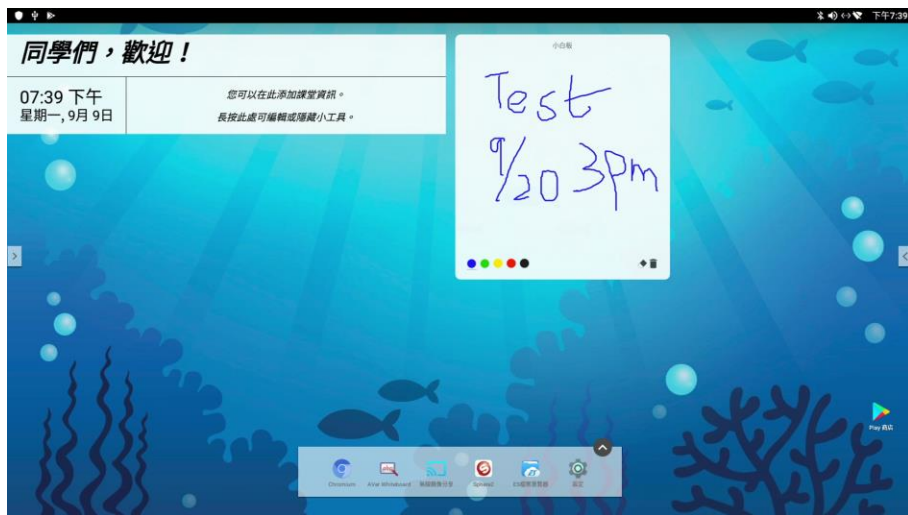 下午7:39
同學們，歡迎！
07:39 下午
星期一, 9月 9日
您可以在此添加課堂資訊。
長按此處可編輯或隱藏小工具。
小白板
Test
9/20 3pm
Play 商店
Chromium
設定